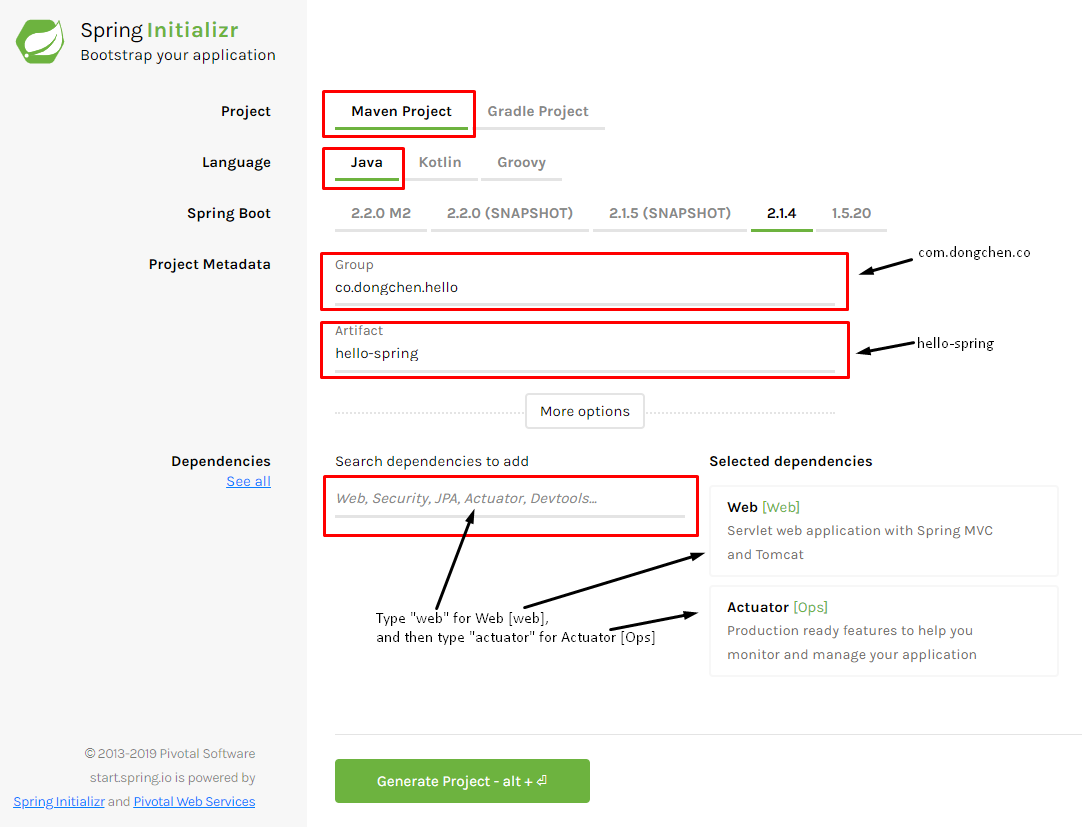 Spring Initializr
Bootstrap your application
Project
Maven Project
Gradle Project
Language
Java
Kotlin
Groovy
Spring Boot
2.2.0 M2
2.2.0 (SNAPSHOT)
2.1.5 (SNAPSHOT)
2.1.4
1.5.20
Project Metadata
Group
co.dongchen.hello
com.dongchen.co
Artifact
hello-spring
hello-spring
More options
Dependencies
See all
Search dependencies to add
Web, Security, JPA, Actuator, Devtools...
Selected dependencies
Web [Web]
Servlet web application with Spring MVC
and Tomcat
Actuator [Ops]
Production ready features to help you
monitor and manage your application
Type "web" for Web [web],
and then type "actuator" for Actuator [Ops]
© 2013-2019 Pivotal Software
start.spring.io is powered by
Spring Initializr and Pivotal Web Services
Generate Project - alt + ⏎